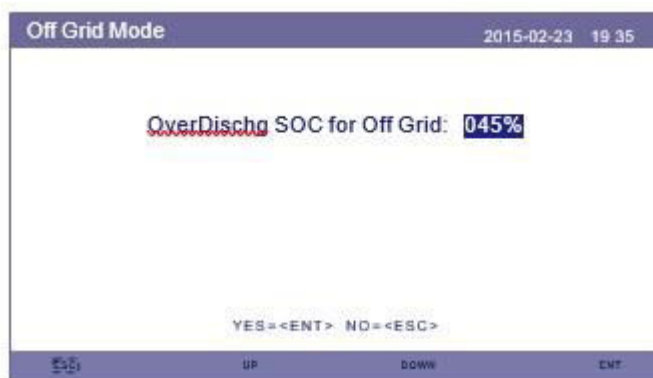 Off Grid Mode 2015-02-23 19 35
OverDischg SOC for Off Grid: 045%
YES=<ENT> NO=<ESC>
ESC UP DOWN ENT